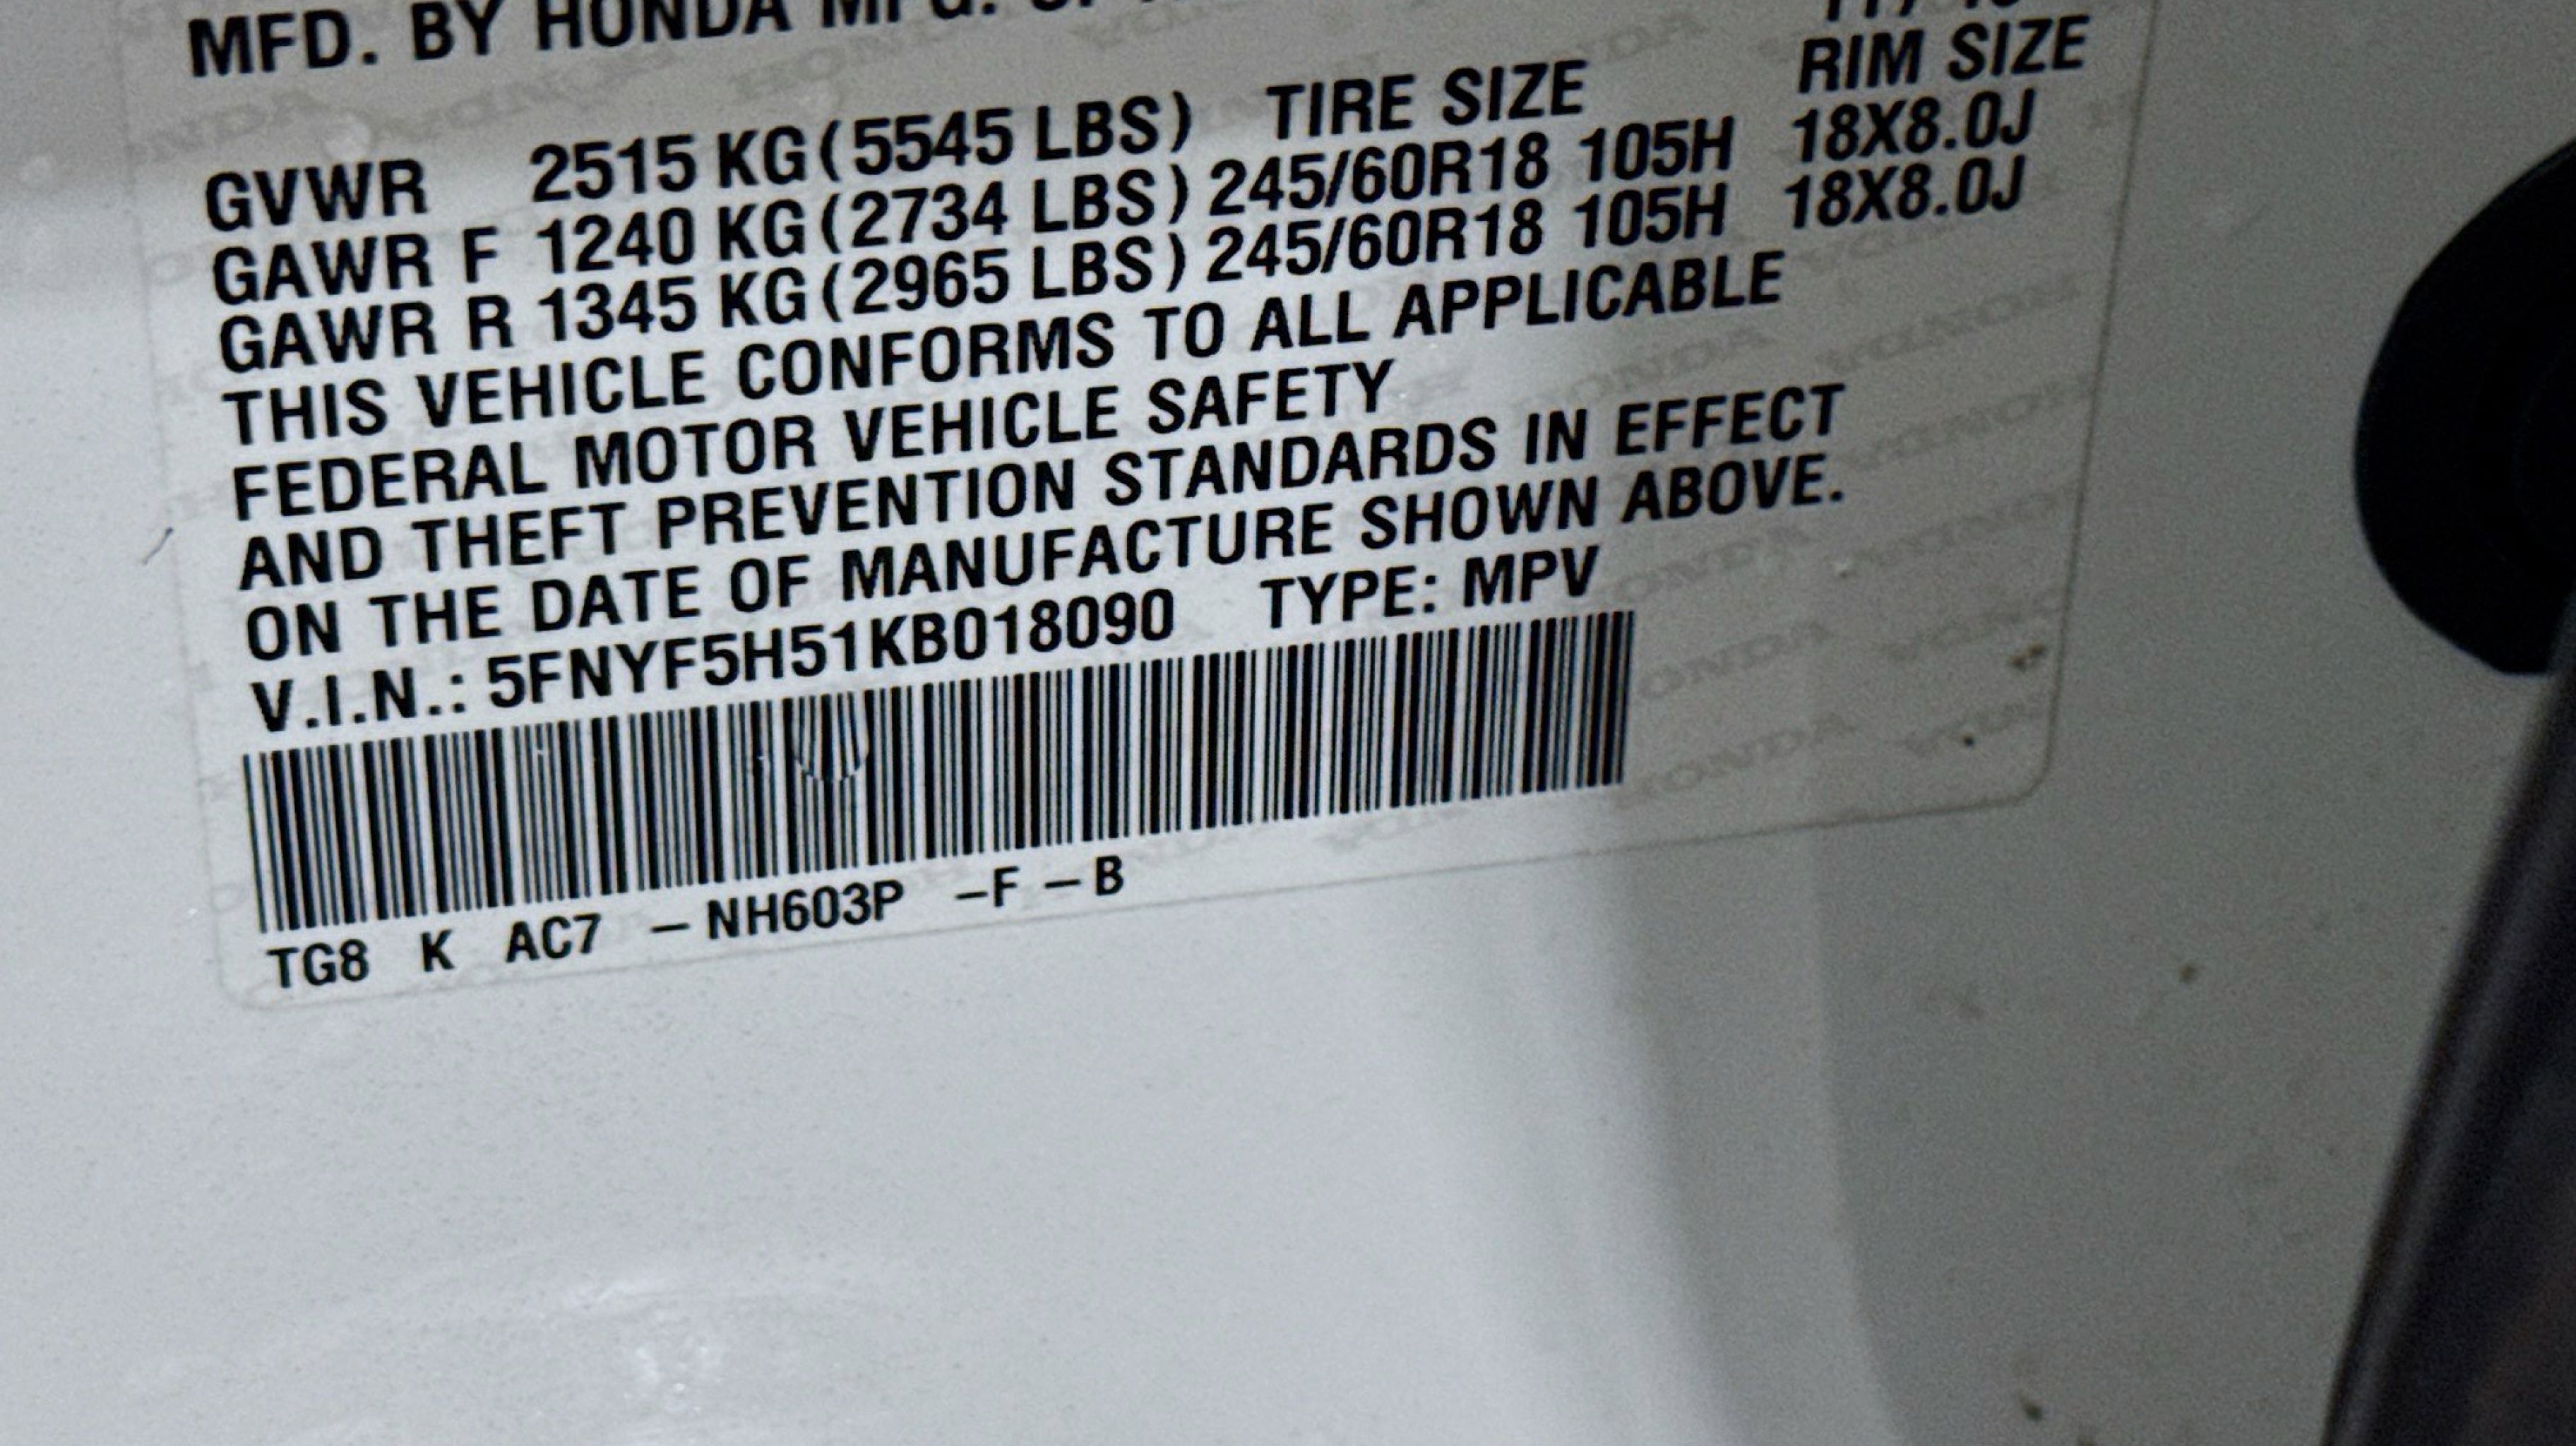 MFD. BY HONDA MFG.
RIM SIZE
GVWR 2515 KG(5545 LBS) TIRE SIZE
GAWR F 1240 KG(2734 LBS) 245/60R18 105H 18X8.0J
GAWR R 1345 KG(2965 LBS) 245/60R18 105H 18X8.0J
THIS VEHICLE CONFORMS TO ALL APPLICABLE
FEDERAL MOTOR VEHICLE SAFETY
AND THEFT PREVENTION STANDARDS IN EFFECT
ON THE DATE OF MANUFACTURE SHOWN ABOVE.
V.I.N.: 5FNYF5H51KB018090 TYPE: MPV
TG8 K AC7 -NH603P -F -B